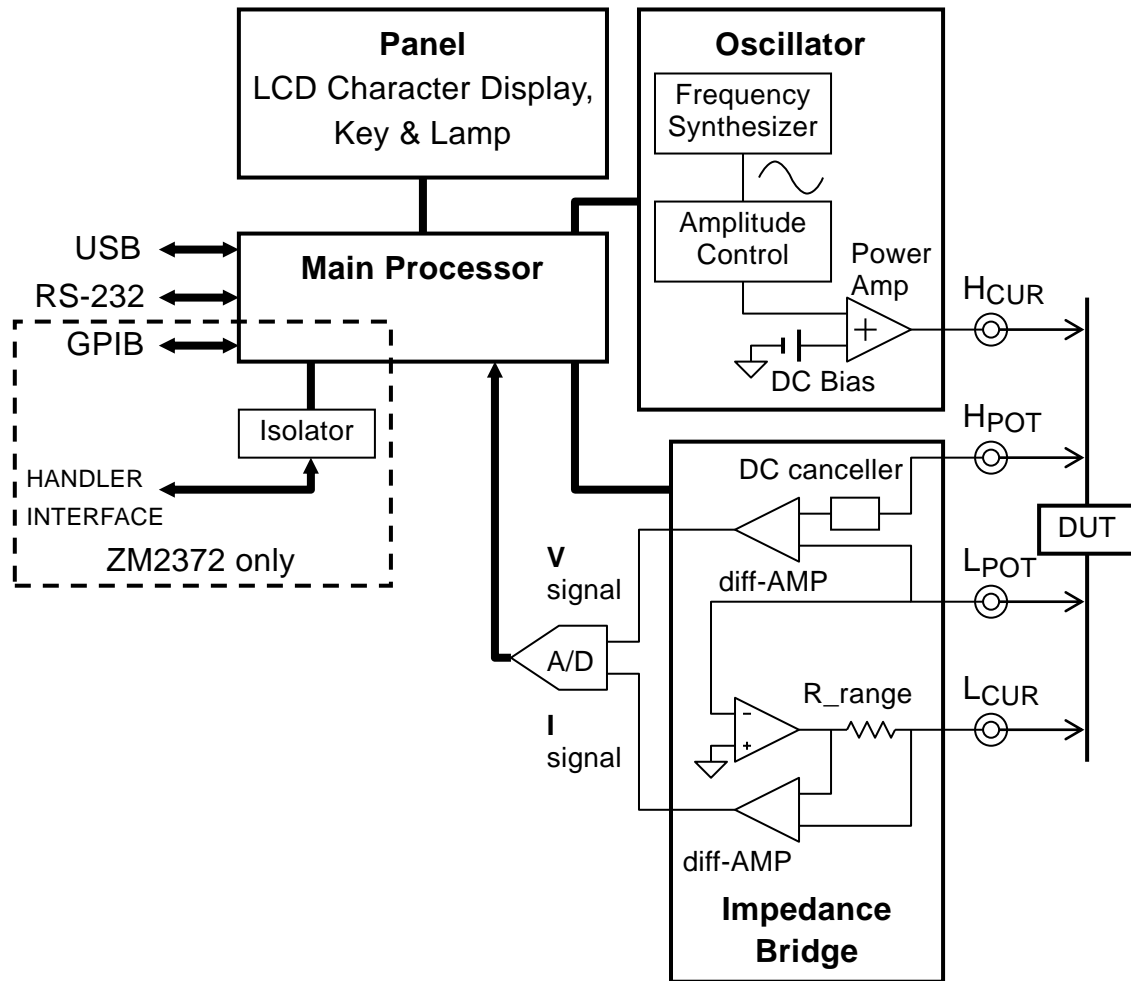 Panel
LCD Character Display,
Key & Lamp
Oscillator
Frequency
Synthesizer
Amplitude
Control
Power
Amp
DC Bias
USB
RS-232
GPIB
Main Processor
Isolator
HANDLER
INTERFACE
ZM2372 only
HCUR
HPOT
DUT
LPOT
LCUR
DC canceller
diff-AMP
V
signal
A/D
I
signal
R_range
diff-AMP
Impedance
Bridge